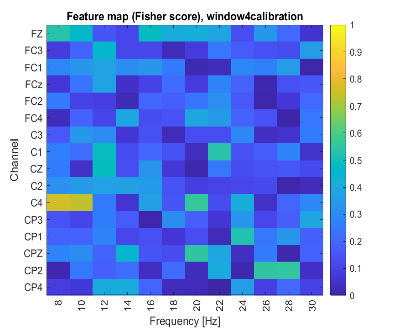 Feature map (Fisher score), window4calibration
Channel
FZ
FC3
FC1
FCz
FC2
FC4
C3
C1
CZ
C2
C4
CP3
CP1
CPZ
CP2
CP4
8 10 12 14 16 18 20 22 24 26 28 30
Frequency [Hz]
1
0.9
0.8
0.7
0.6
0.5
0.4
0.3
0.2
0.1
0